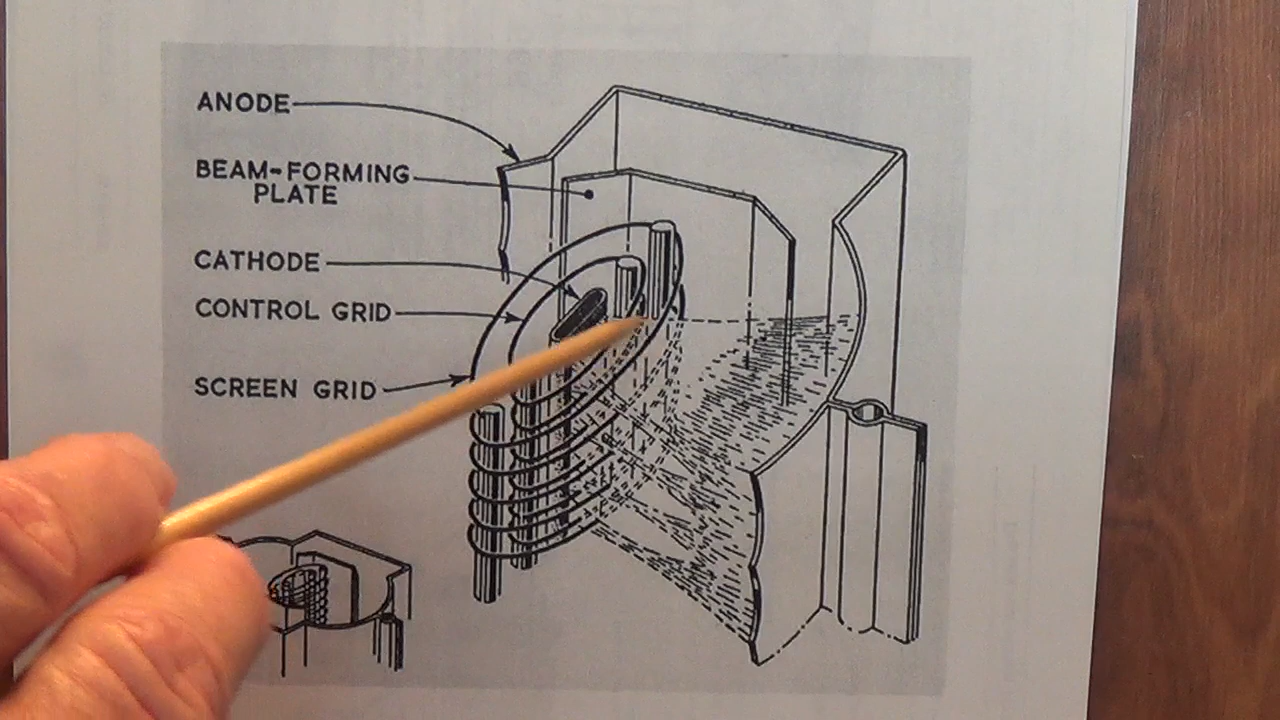 ANODE
BEAM-FORMING
PLATE
CATHODE
CONTROL GRID
SCREEN GRID